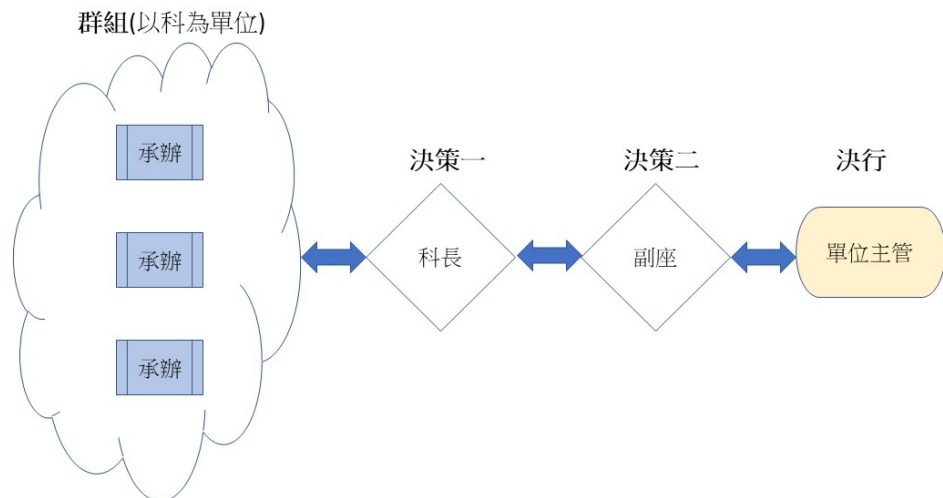 群組(以科為單位)
承辦
承辦
承辦
決策一
科長
決策二
副座
決行
單位主管